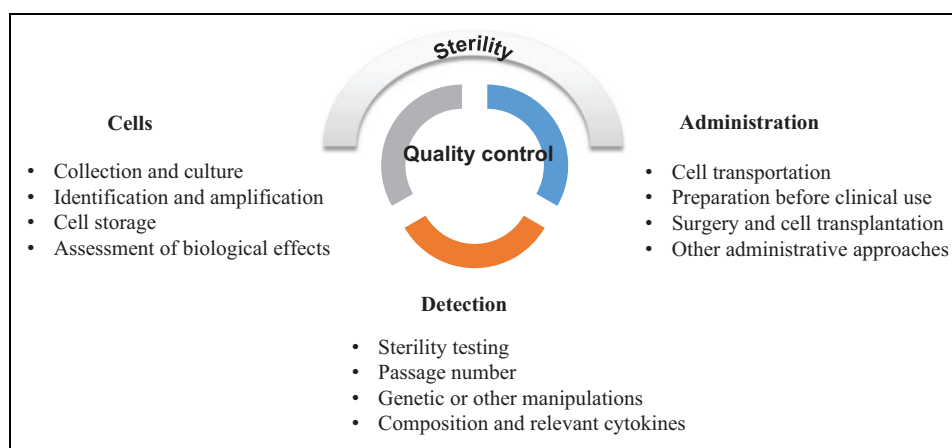 Sterility
Quality control
Cells
• Collection and culture
• Identification and amplification
• Cell storage
• Assessment of biological effects
Administration
• Cell transportation
• Preparation before clinical use
• Surgery and cell transplantation
• Other administrative approaches
Detection
• Sterility testing
• Passage number
• Genetic or other manipulations
• Composition and relevant cytokines